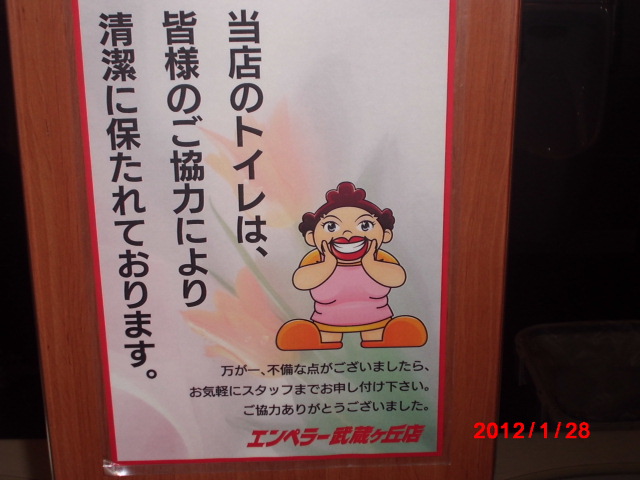 当店のトイレは、
皆様のご協力により
清潔に保たれております。
万が一、不備な点がございましたら、
お気軽にスタッフまでお申し付け下さい。
ご協力ありがとうございました。
エンペラー武蔵ヶ丘店
2012/1/28